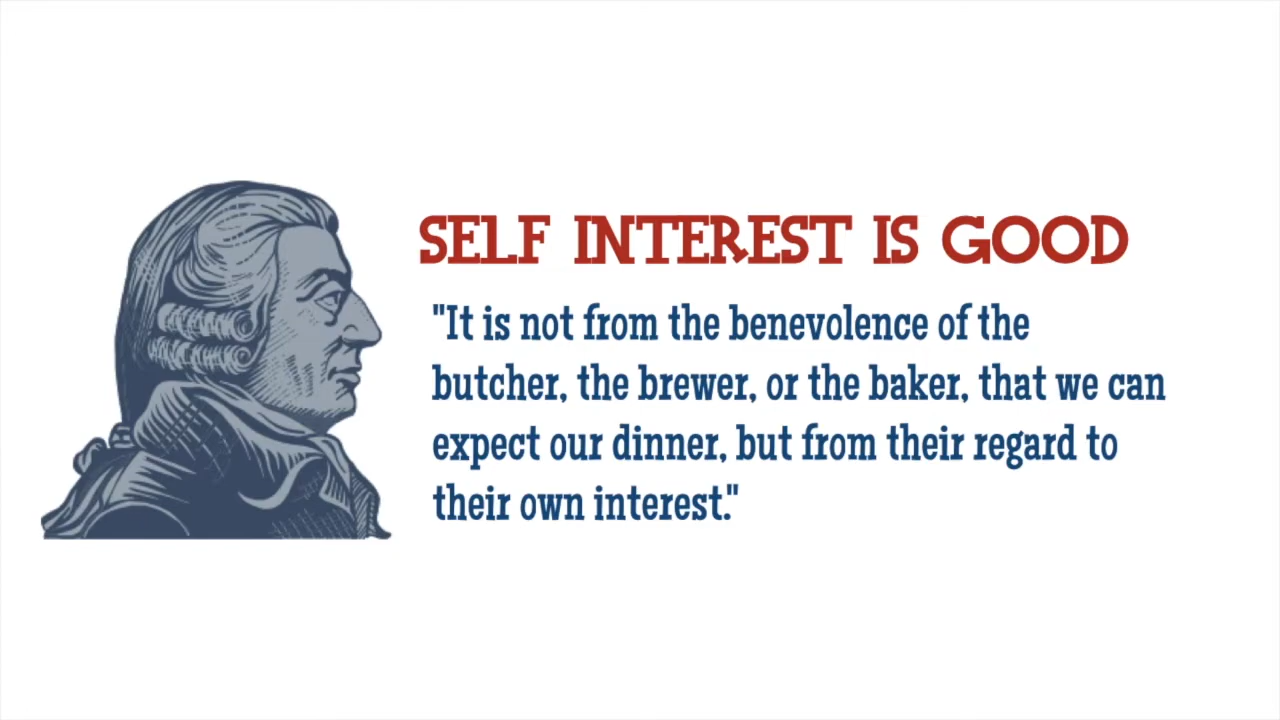 SELF INTEREST IS GOOD
"It is not from the benevolence of the
butcher, the brewer, or the baker, that we can
expect our dinner, but from their regard to
their own interest."